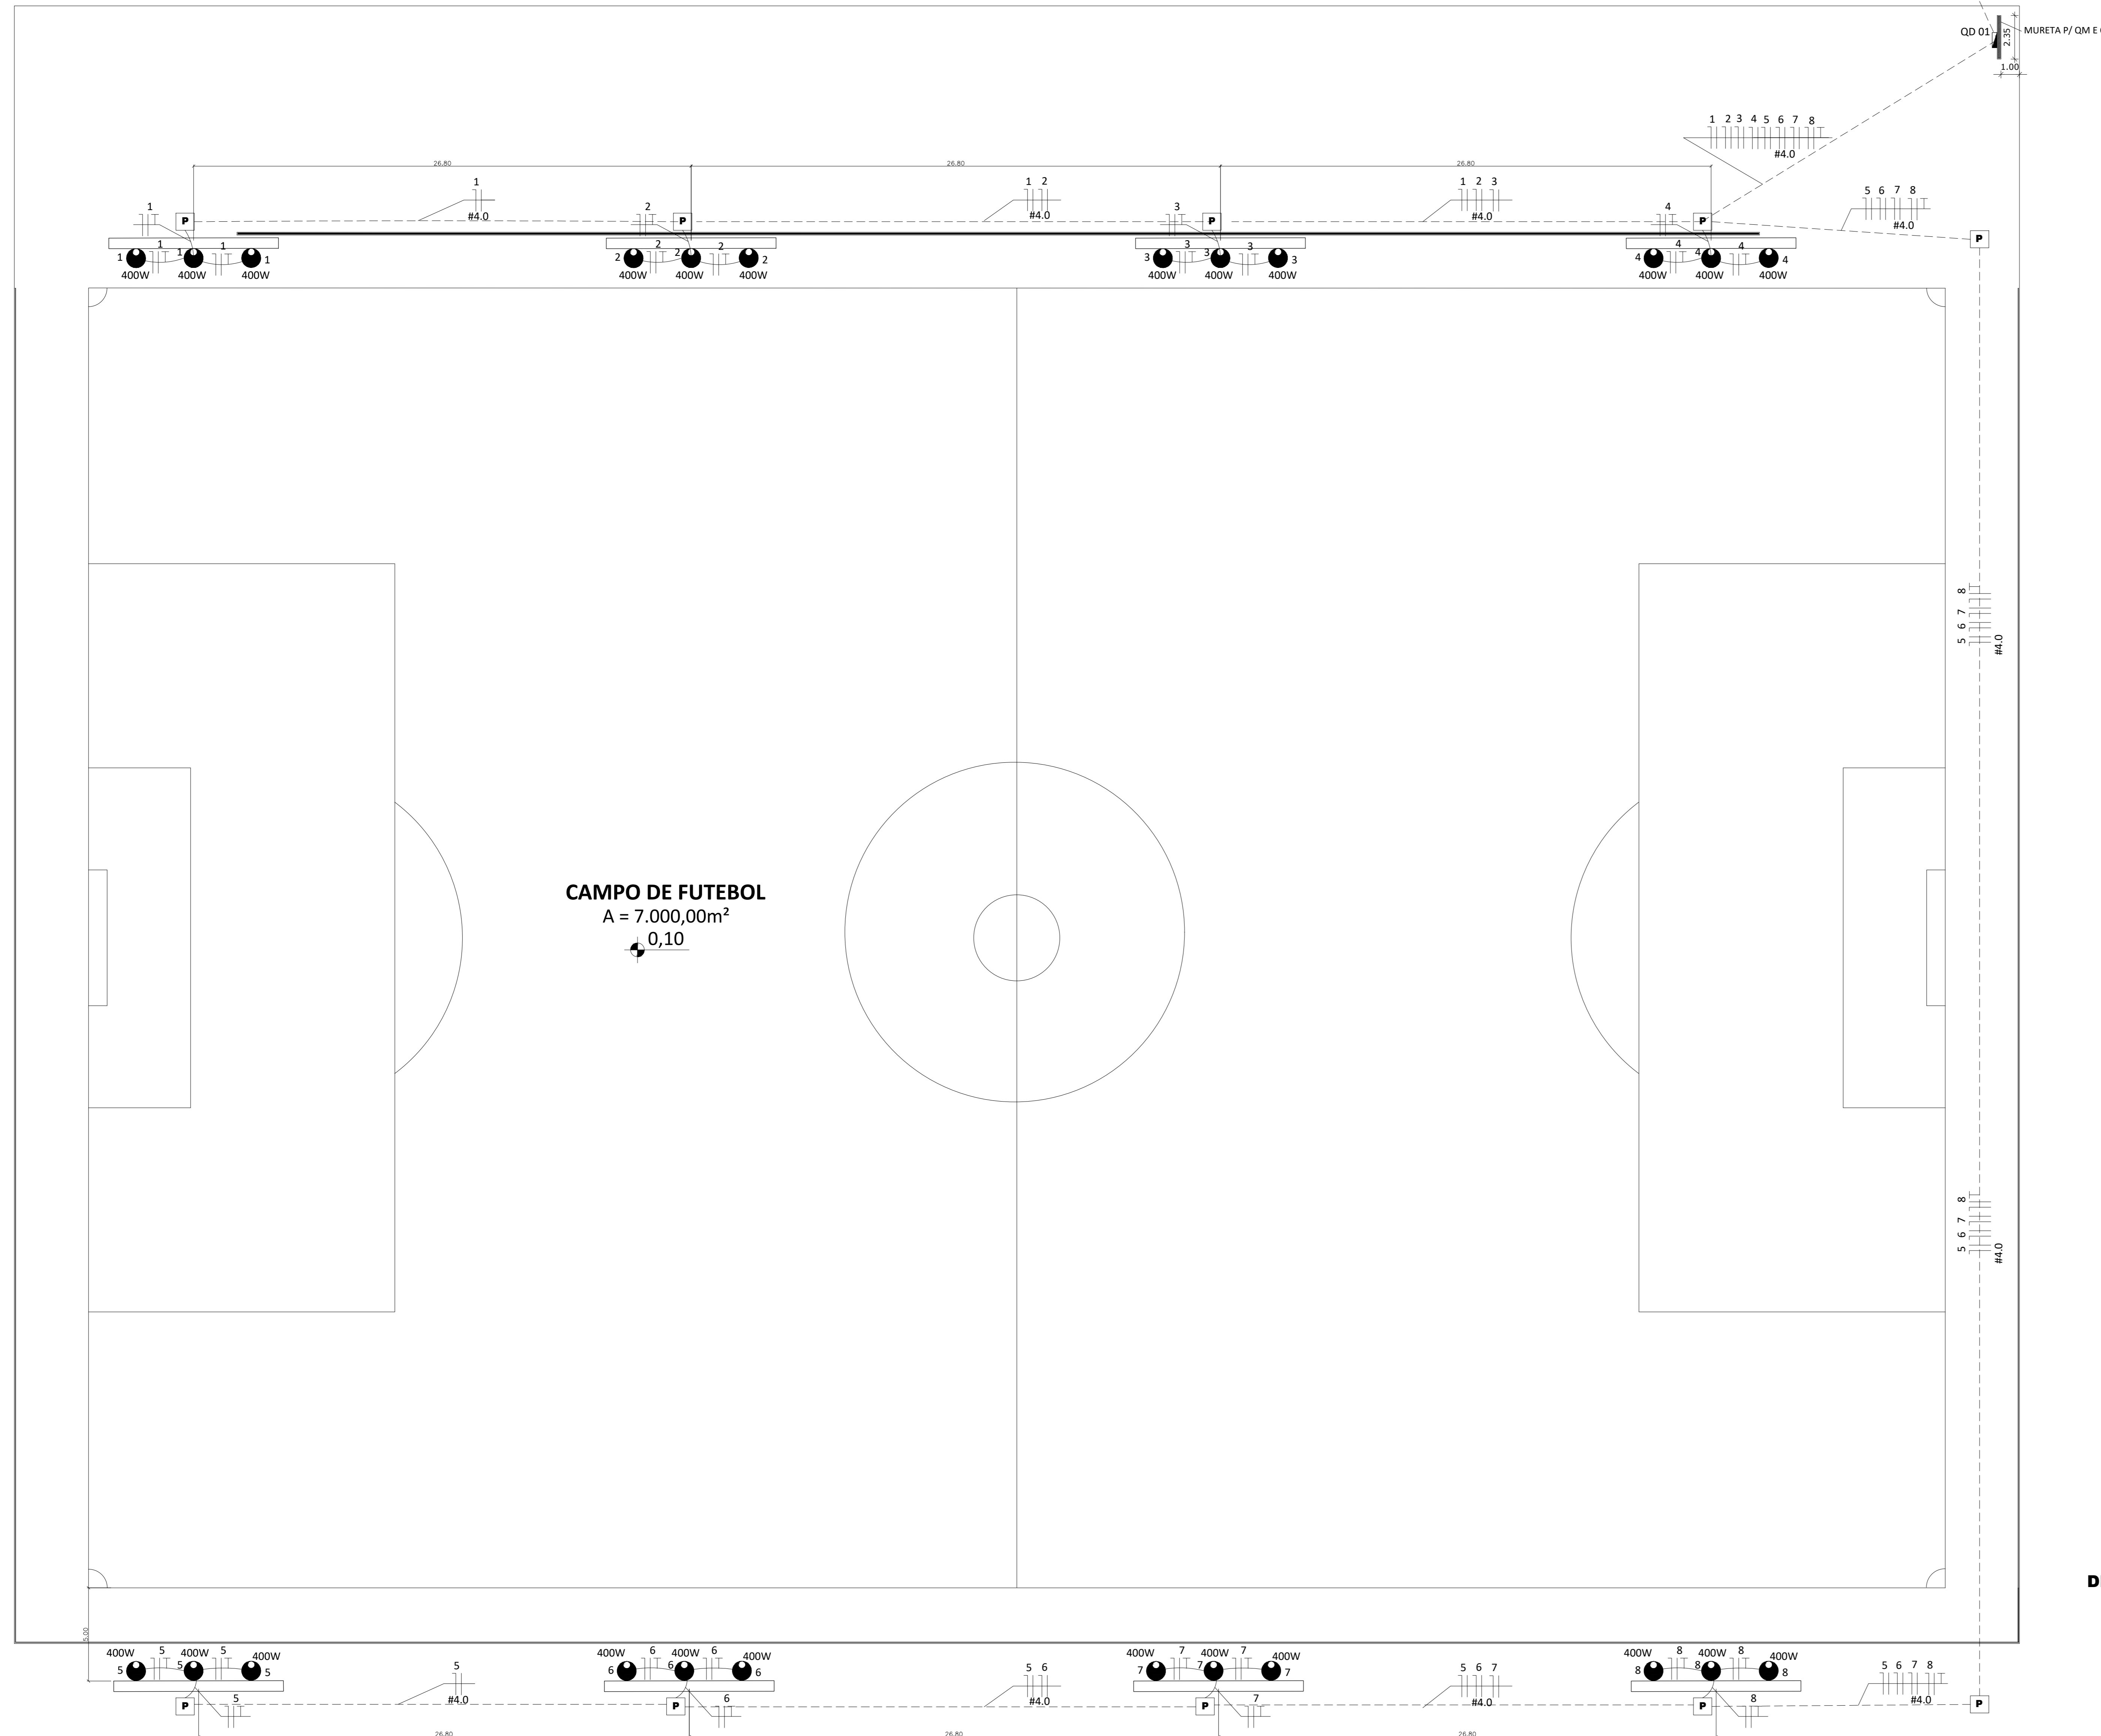 QD 01
2.35
MURETA P/ QM E
1.00
1 2 3 4 5 6 7 8
#4.0
26.80 26.80 26.80
1 1 2 1 2 3 5 6 7 8
#4.0 #4.0 #4.0 #4.0
1 2 3 4
P P P P P
1 1 1 1 1
2 2 2 2 2
3 3 3 3 3
4 4 4 4 4
400W 400W 400W 400W 400W 400W 400W 400W 400W 400W 400W 400W
8
7
6
5
#4.0
CAMPO DE FUTEBOL
A = 7.000,00m²
0,10
8
7
6
5
#4.0
5.00
400W 5 400W 5 400W 400W 6 400W 6 400W 400W 7 400W 7 400W 400W 8 400W 8 400W
5 5 5 6 6 6 7 7 7 8 8 8
5 5 6 5 6 7 5 6 7 8
#4.0 #4.0 #4.0 #4.0
P 5 P 6 P 7 P 8 P
26.80 26.80 26.80